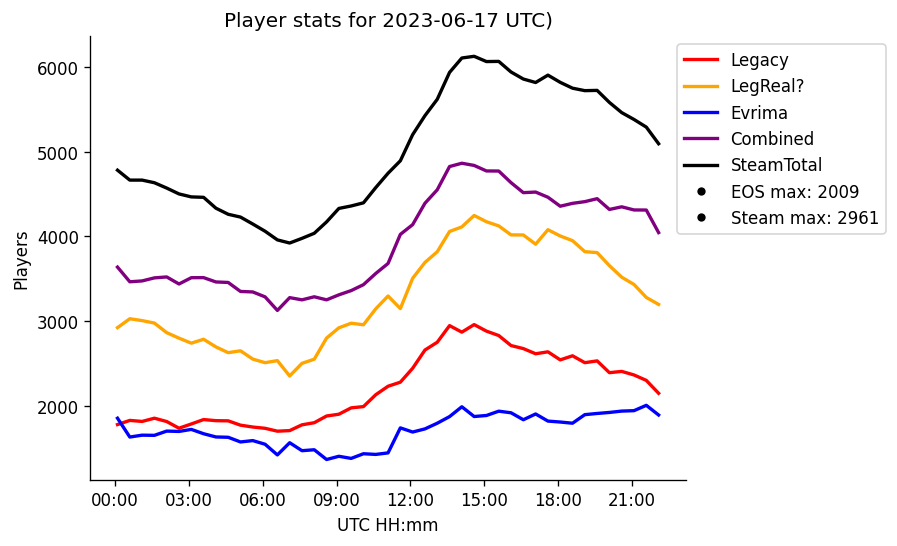 Player stats for 2023-06-17 UTC)
Legacy
LegReal?
Evrima
Combined
SteamTotal
EOS max: 2009
Steam max: 2961
Players
6000
5000
4000
3000
2000
00:00 03:00 06:00 09:00 12:00 15:00 18:00 21:00
UTC HH:mm